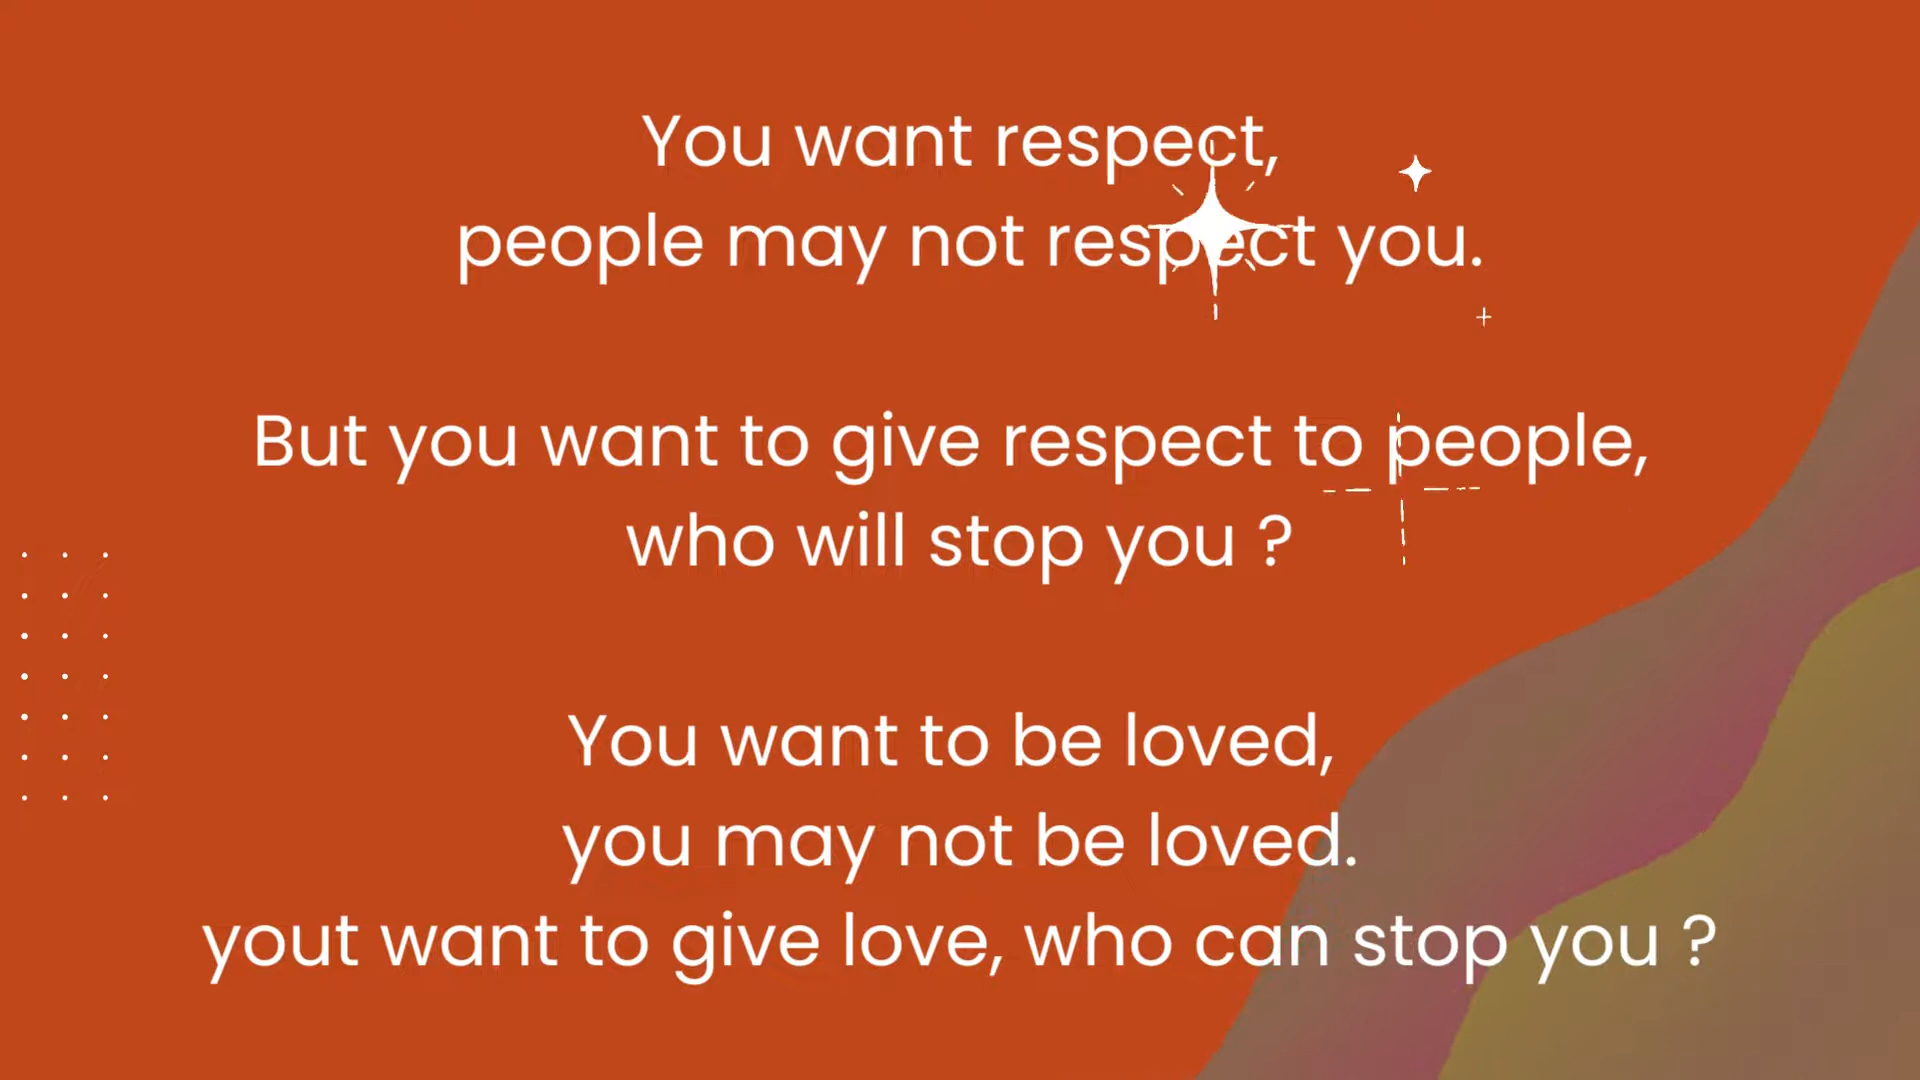 You want respect,
people may not respect you.
But you want to give respect to people,
who will stop you ?
You want to be loved,
you may not be loved.
yout want to give love, who can stop you ?